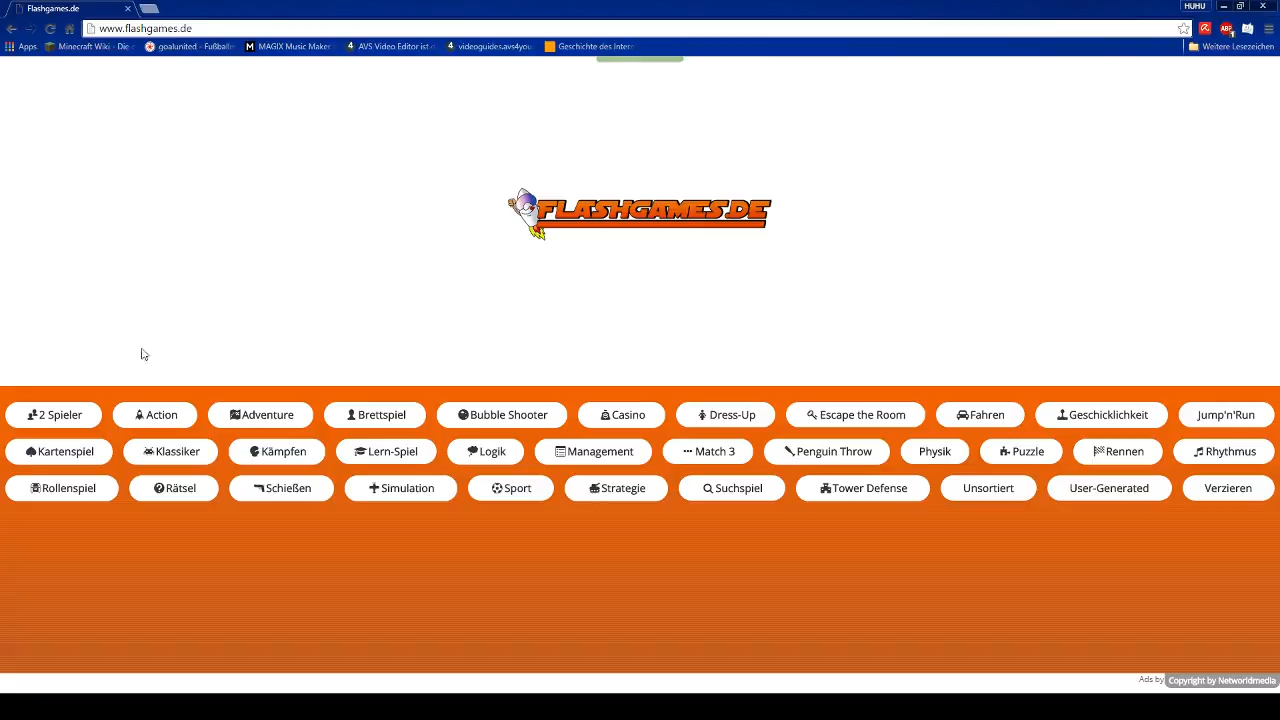 Flashgames.de
HUHU
www.flashgames.de
ABP
Apps Minecraft Wiki - Die goalunited - Fußballm M MAGIX Music Maker 4 AVS Video Editor ist 4 videoguides.avs4you Geschichte des Intern Weitere Lesezeichen
FLASHGAMES.DE
2 Spieler Action Adventure Brettspiel Bubble Shooter Casino Dress-Up Escape the Room Fahren Geschicklichkeit Jump'n'Run
Kartenspiel Klassiker Kämpfen Lern-Spiel Logik Management Match 3 Penguin Throw Physik Puzzle Rennen Rhythmus
Rollenspiel Rätsel Schießen Simulation Sport Strategie Suchspiel Tower Defense Unsortiert User-Generated Verzieren
Ads by Copyright by Networldmedia